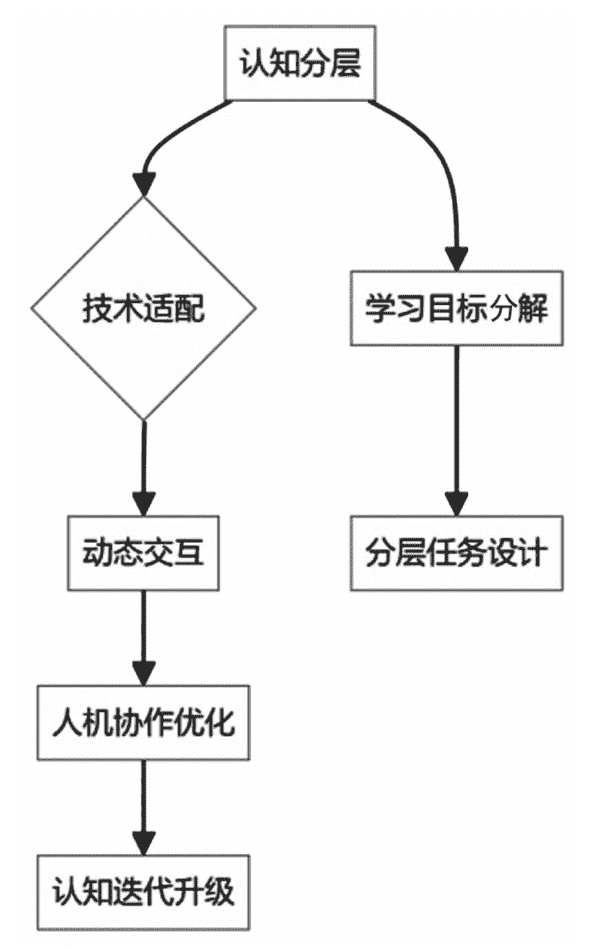 认知分层
技术适配
学习目标分解
动态交互
分层任务设计
人机协作优化
认知迭代升级